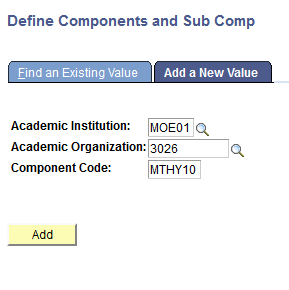 Define Components and Sub Comp
Find an Existing Value Add a New Value
Academic Institution: MOE01
Academic Organization: 3026
Component Code: MTHY10
Add